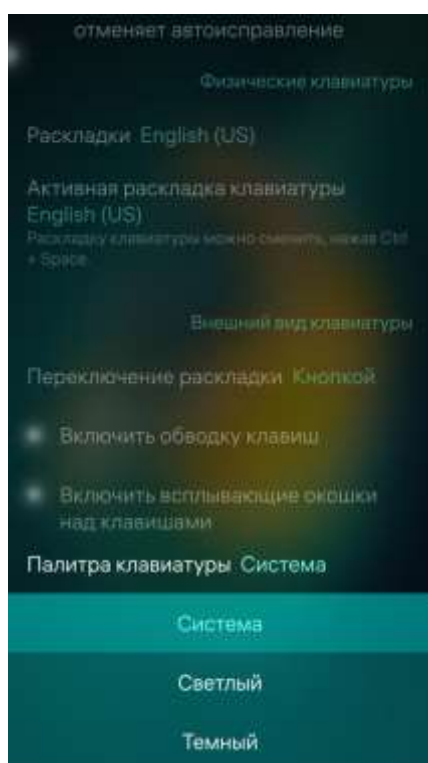 отменяет автоисправление
Физические клавиатуры
Раскладки English (US)
Активная раскладка клавиатуры
English (US)
Раскладку клавиатуры можно сменить, нажав Ctrl
+ Space.
Внешний вид клавиатуры
Переключение раскладки Кнопкой
Включить обводку клавиш
Включить всплывающие окошки
над клавишами
Палитра клавиатуры Система
Система
Светлый
Темный